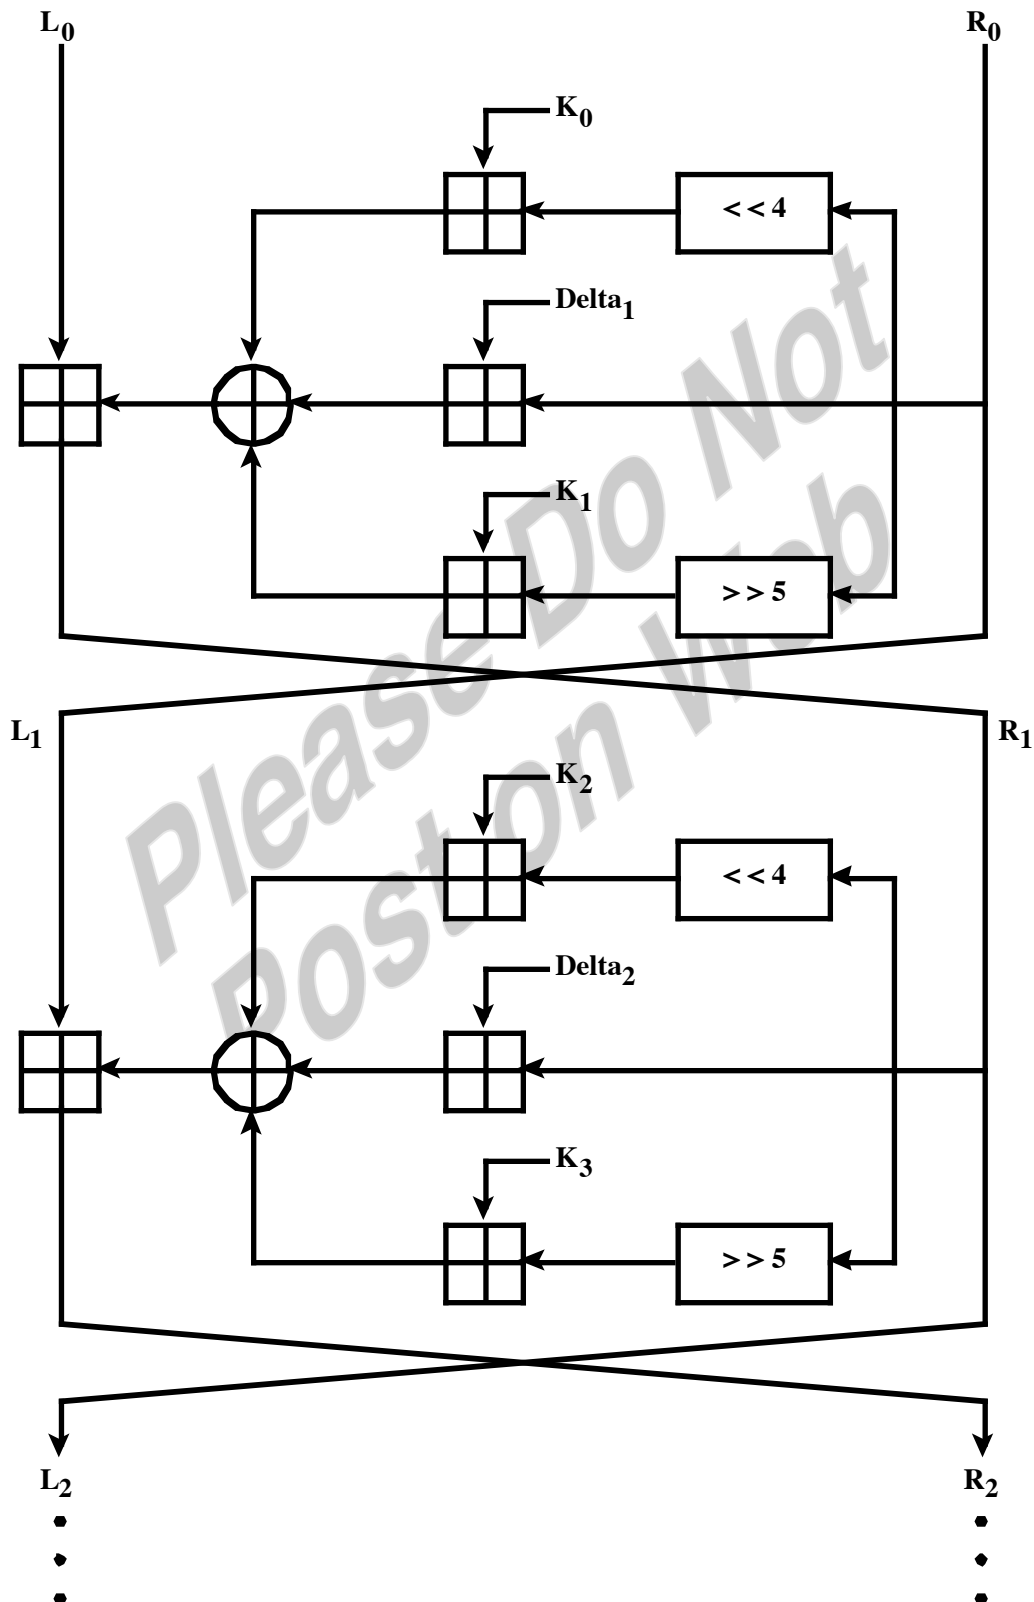 L0 R0
K0
<< 4
Delta1
K1
>> 5
L1 R1
K2
<< 4
Delta2
K3
>> 5
L2 R2
Please Do Not
Post on Web